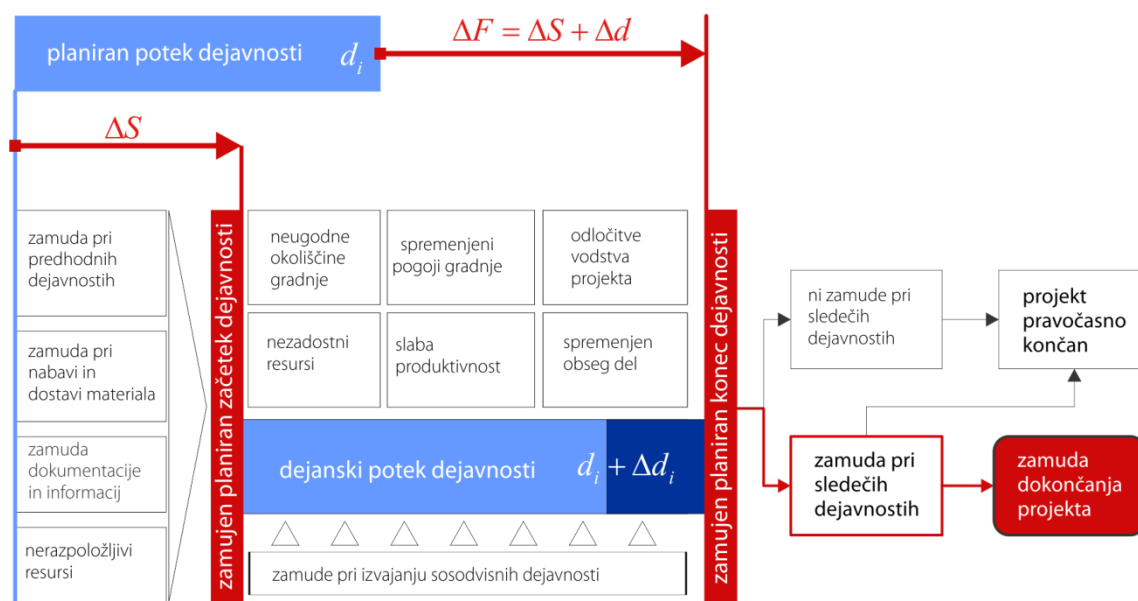 planiran potek dejavnosti d_i
ΔF = ΔS + Δd
ΔS
zamuda pri
predhodnih
dejavnostih
zamuda pri
nabavi in
dostavi materiala
zamuda
dokumentacije
in informacij
nerazpoložljivi
resursi
zamujen planiran začetek dejavnosti
neugodne
okoliščine
gradnje
spremenjeni
pogoji gradnje
odločitve
vodstva
projekta
nezadostni
resursi
slaba
produktivnost
spremenjen
obseg del
dejanski potek dejavnosti d_i + Δd_i
zamude pri izvajanju sosodvisnih dejavnosti
zamujen planiran konec dejavnosti
ni zamude pri
sledečih
dejavnostih
projekt
pravočasno
končan
zamuda pri
sledečih
dejavnostih
zamuda
dokončanja
projekta